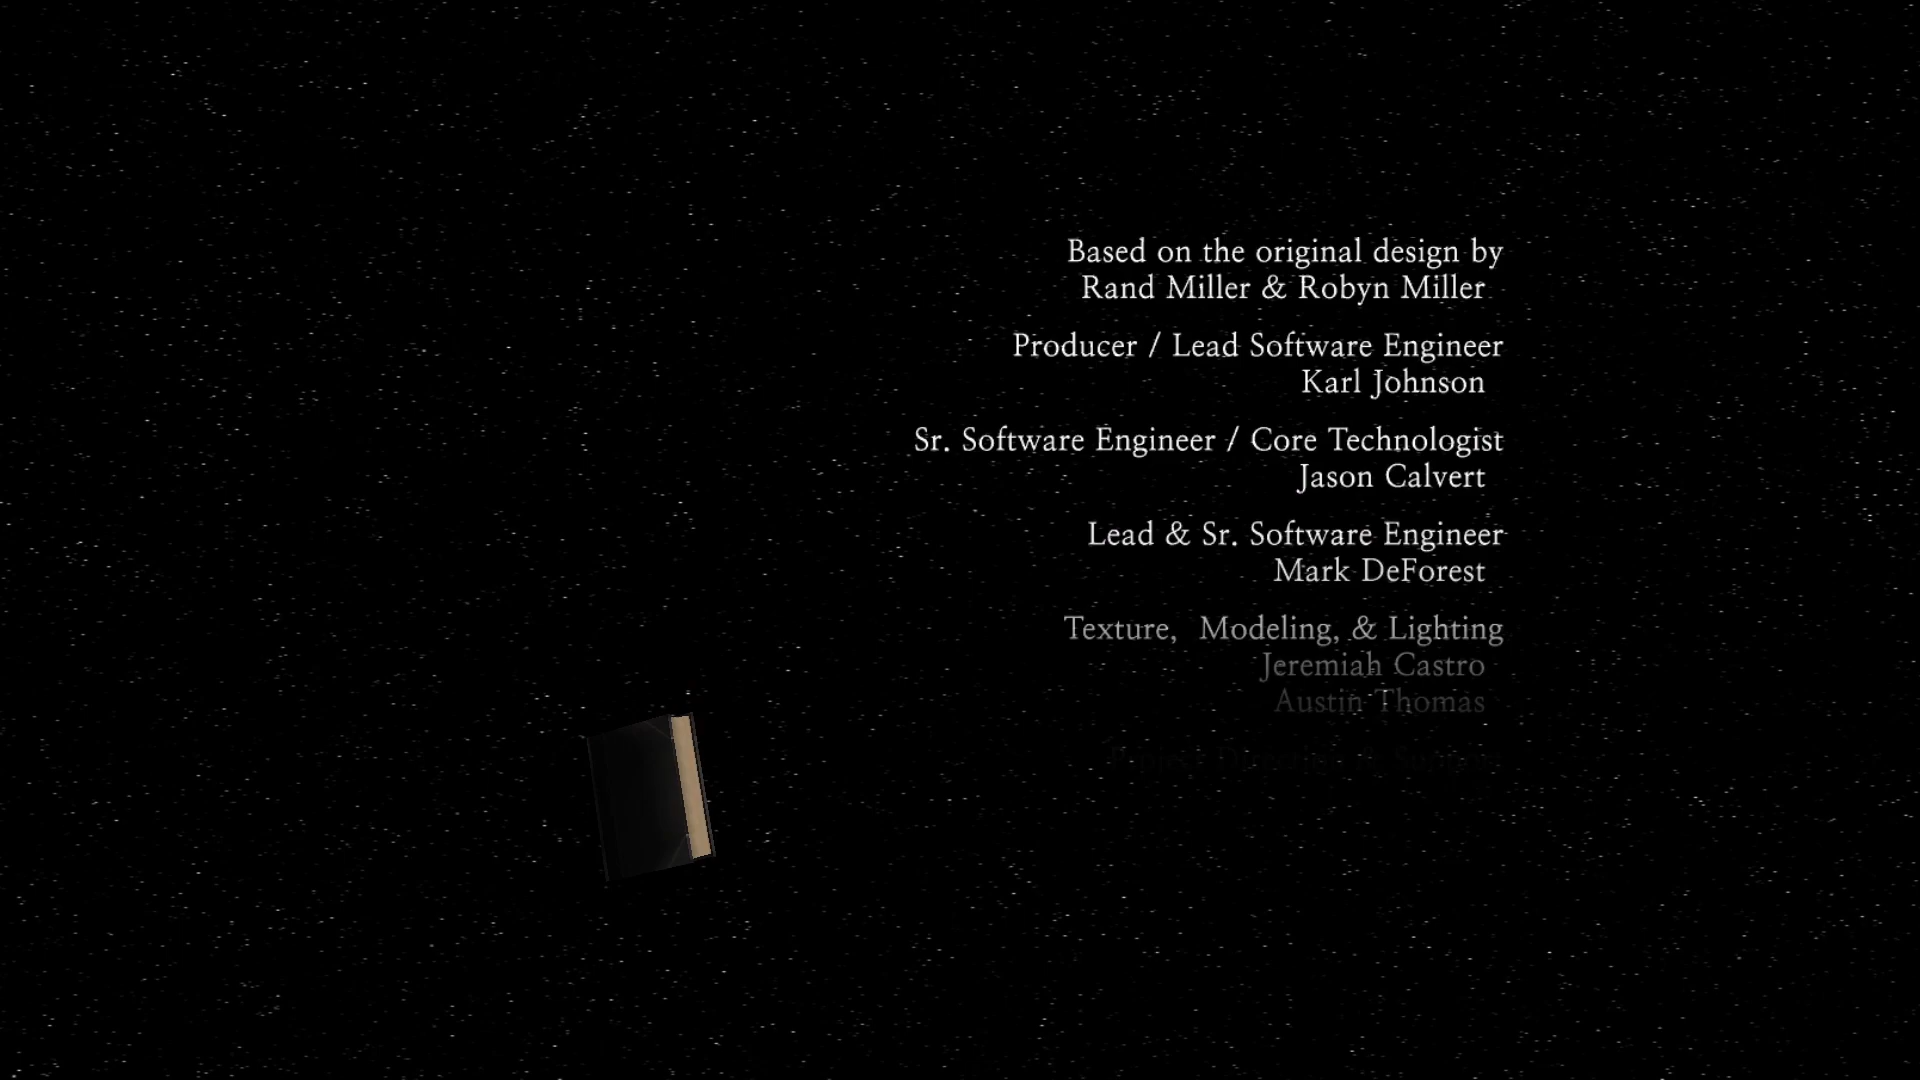 Based on the original design by
Rand Miller & Robyn Miller
Producer / Lead Software Engineer
Karl Johnson
Sr. Software Engineer / Core Technologist
Jason Calvert
Lead & Sr. Software Engineer
Mark DeForest
Texture, Modeling, & Lighting
Jeremiah Castro
Austin Thomas